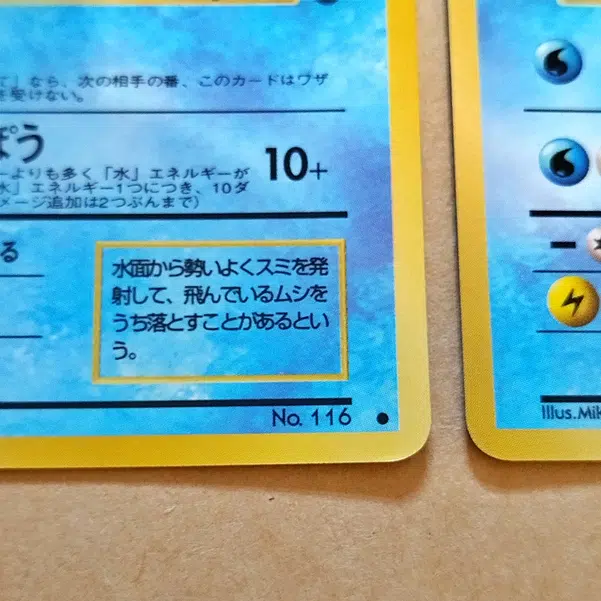 」なら、次の相手の番、このカードはワザ
を受けない。
ぽう
ーよりも多く「水」エネルギーが
水」エネルギー1つにつき、10ダ
メージ追加は2つぶんまで）
10+
る
水面から勢いよくスミを発
射して、飛んでいるムシを
うち落とすことがあるとい
う。
No. 116 ●
Illus.Mik